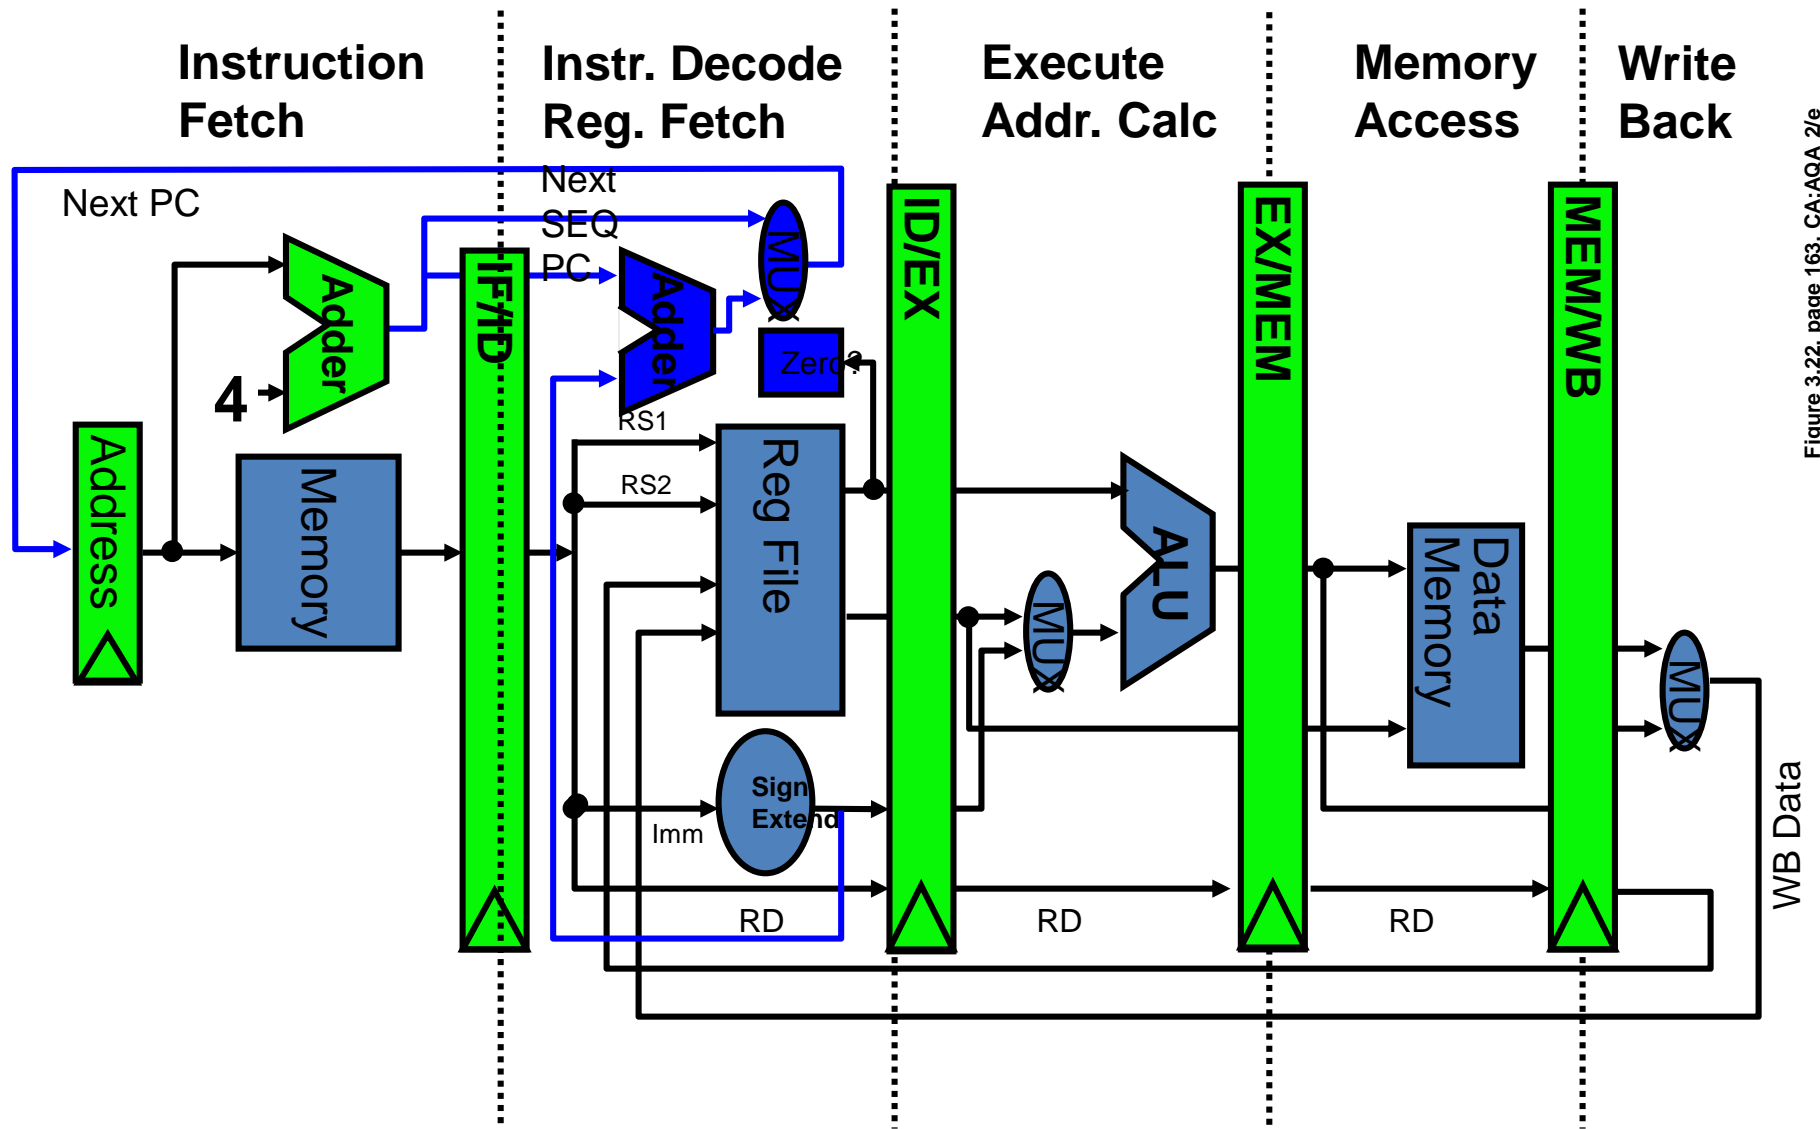 Instruction
Fetch
Instr. Decode
Reg. Fetch
Execute
Addr. Calc
Memory
Access
Write
Back
Figure 3.22, page 163, CA:AQA 2/e
Next PC
Next
SEQ
PC
MUX
Adder
IF/ID
Adder
Zero?
ID/EX
EX/MEM
MEM/WB
4
RS1
Address
Memory
Reg File
RS2
ALU
MUX
Data
Memory
MUX
Sign
Extend
Imm
WB Data
RD
RD
RD